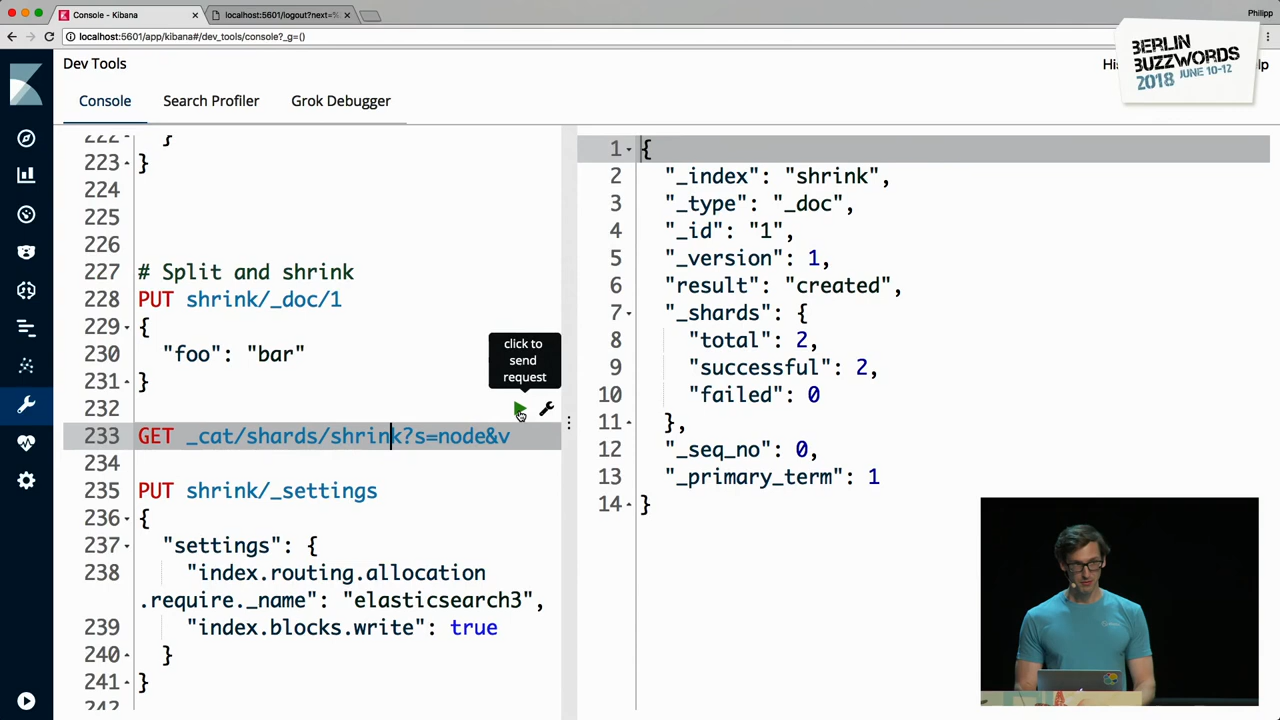 Console - Kibana
localhost:5601/logout?next=%
Philipp
localhost:5601/app/kibana#/dev_tools/console?_g=()
BERLIN
BUZZWORDS
2018 JUNE 10-12
Dev Tools
Console
Search Profiler
Grok Debugger
222
}
223
}
224
225
226
227
# Split and shrink
228
PUT shrink/_doc/1
229
{
230
"foo": "bar"
231
}
232
233
GET _cat/shards/shrink?s=node&v
234
235
PUT shrink/_settings
236
{
237
"settings": {
238
"index.routing.allocation
.require._name": "elasticsearch3",
239
"index.blocks.write": true
240
}
241
}
click to
send
request
1
{
2
"_index": "shrink",
3
"_type": "_doc",
4
"_id": "1",
5
"_version": 1,
6
"result": "created",
7
"_shards": {
8
"total": 2,
9
"successful": 2,
10
"failed": 0
11
},
12
"_seq_no": 0,
13
"_primary_term": 1
14
}